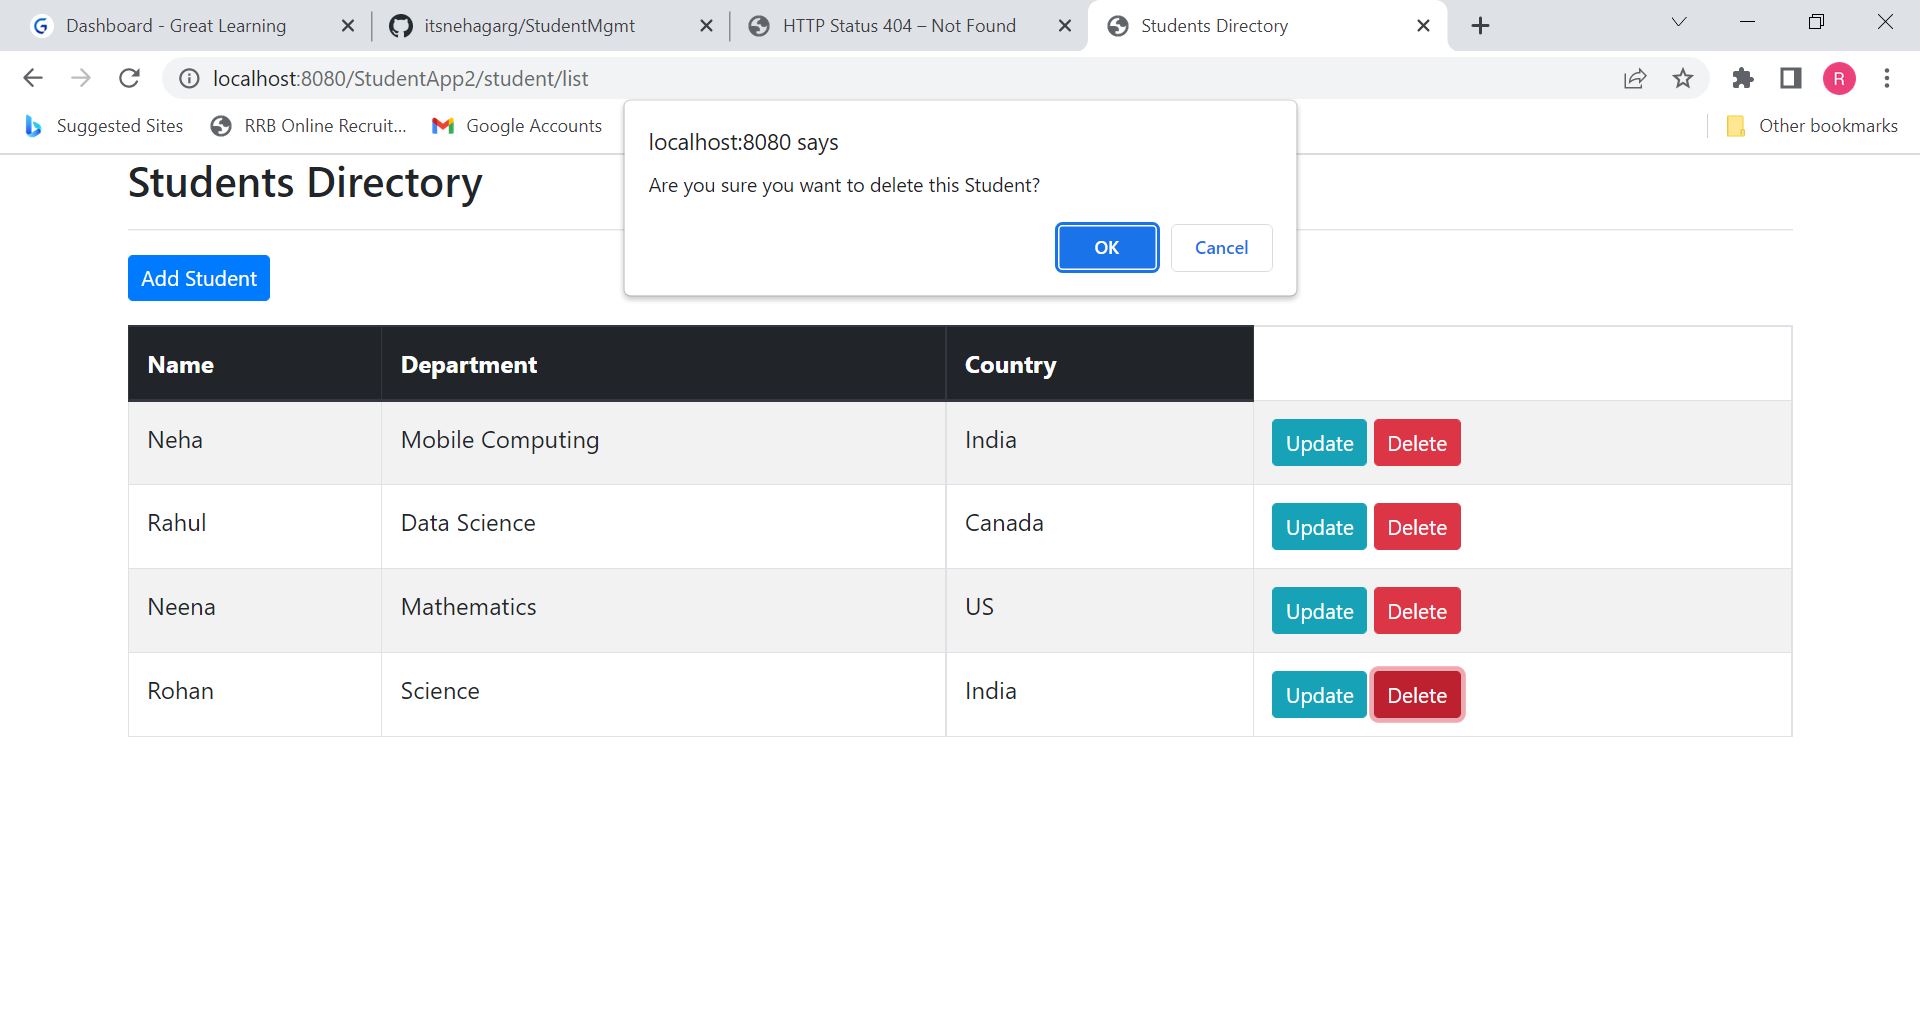 Dashboard - Great Learning
itsnehagarg/StudentMgmt
HTTP Status 404 – Not Found
Students Directory
localhost:8080/StudentApp2/student/list
R
Suggested Sites
RRB Online Recruit...
Google Accounts
Other bookmarks
localhost:8080 says
Are you sure you want to delete this Student?
OK Cancel
Students Directory
Add Student
Name Department Country
Neha Mobile Computing India Update Delete
Rahul Data Science Canada Update Delete
Neena Mathematics US Update Delete
Rohan Science India Update Delete